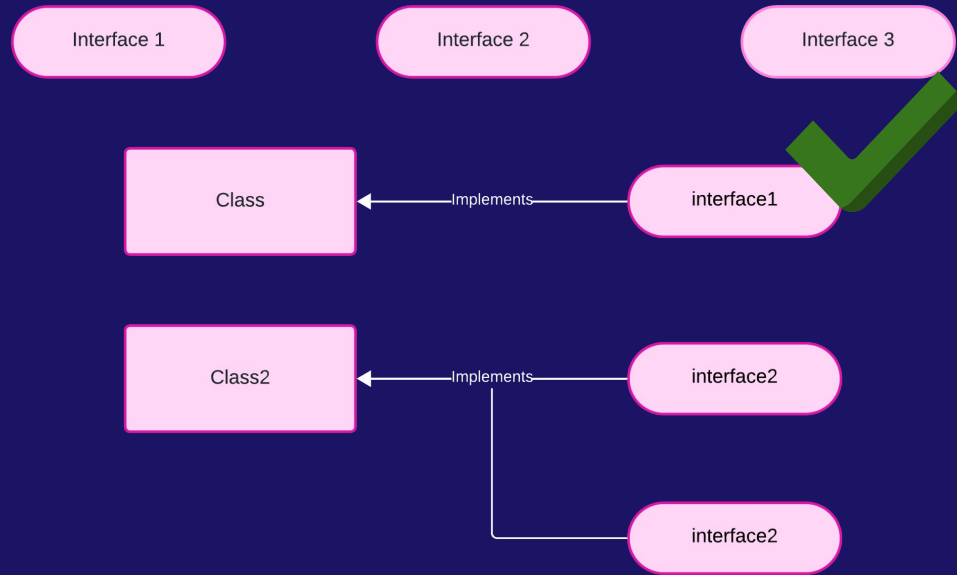 Interface 1
Interface 2
Interface 3
Class
Implements
interface1
Class2
Implements
interface2
interface2